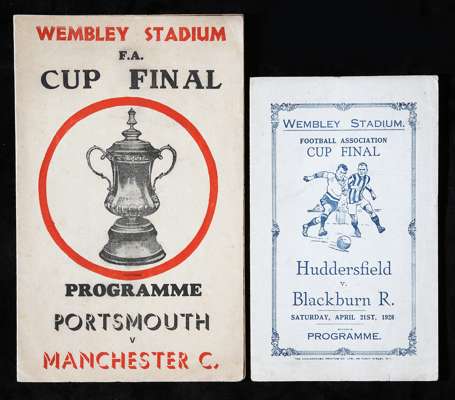 WEMBLEY STADIUM
F.A.
CUP FINAL
PROGRAMME
PORTSMOUTH
V
MANCHESTER C.
WEMBLEY STADIUM.
FOOTBALL ASSOCIATION
CUP FINAL
Huddersfield
v.
Blackburn R.
SATURDAY, APRIL 21ST, 1928
PROGRAMME.